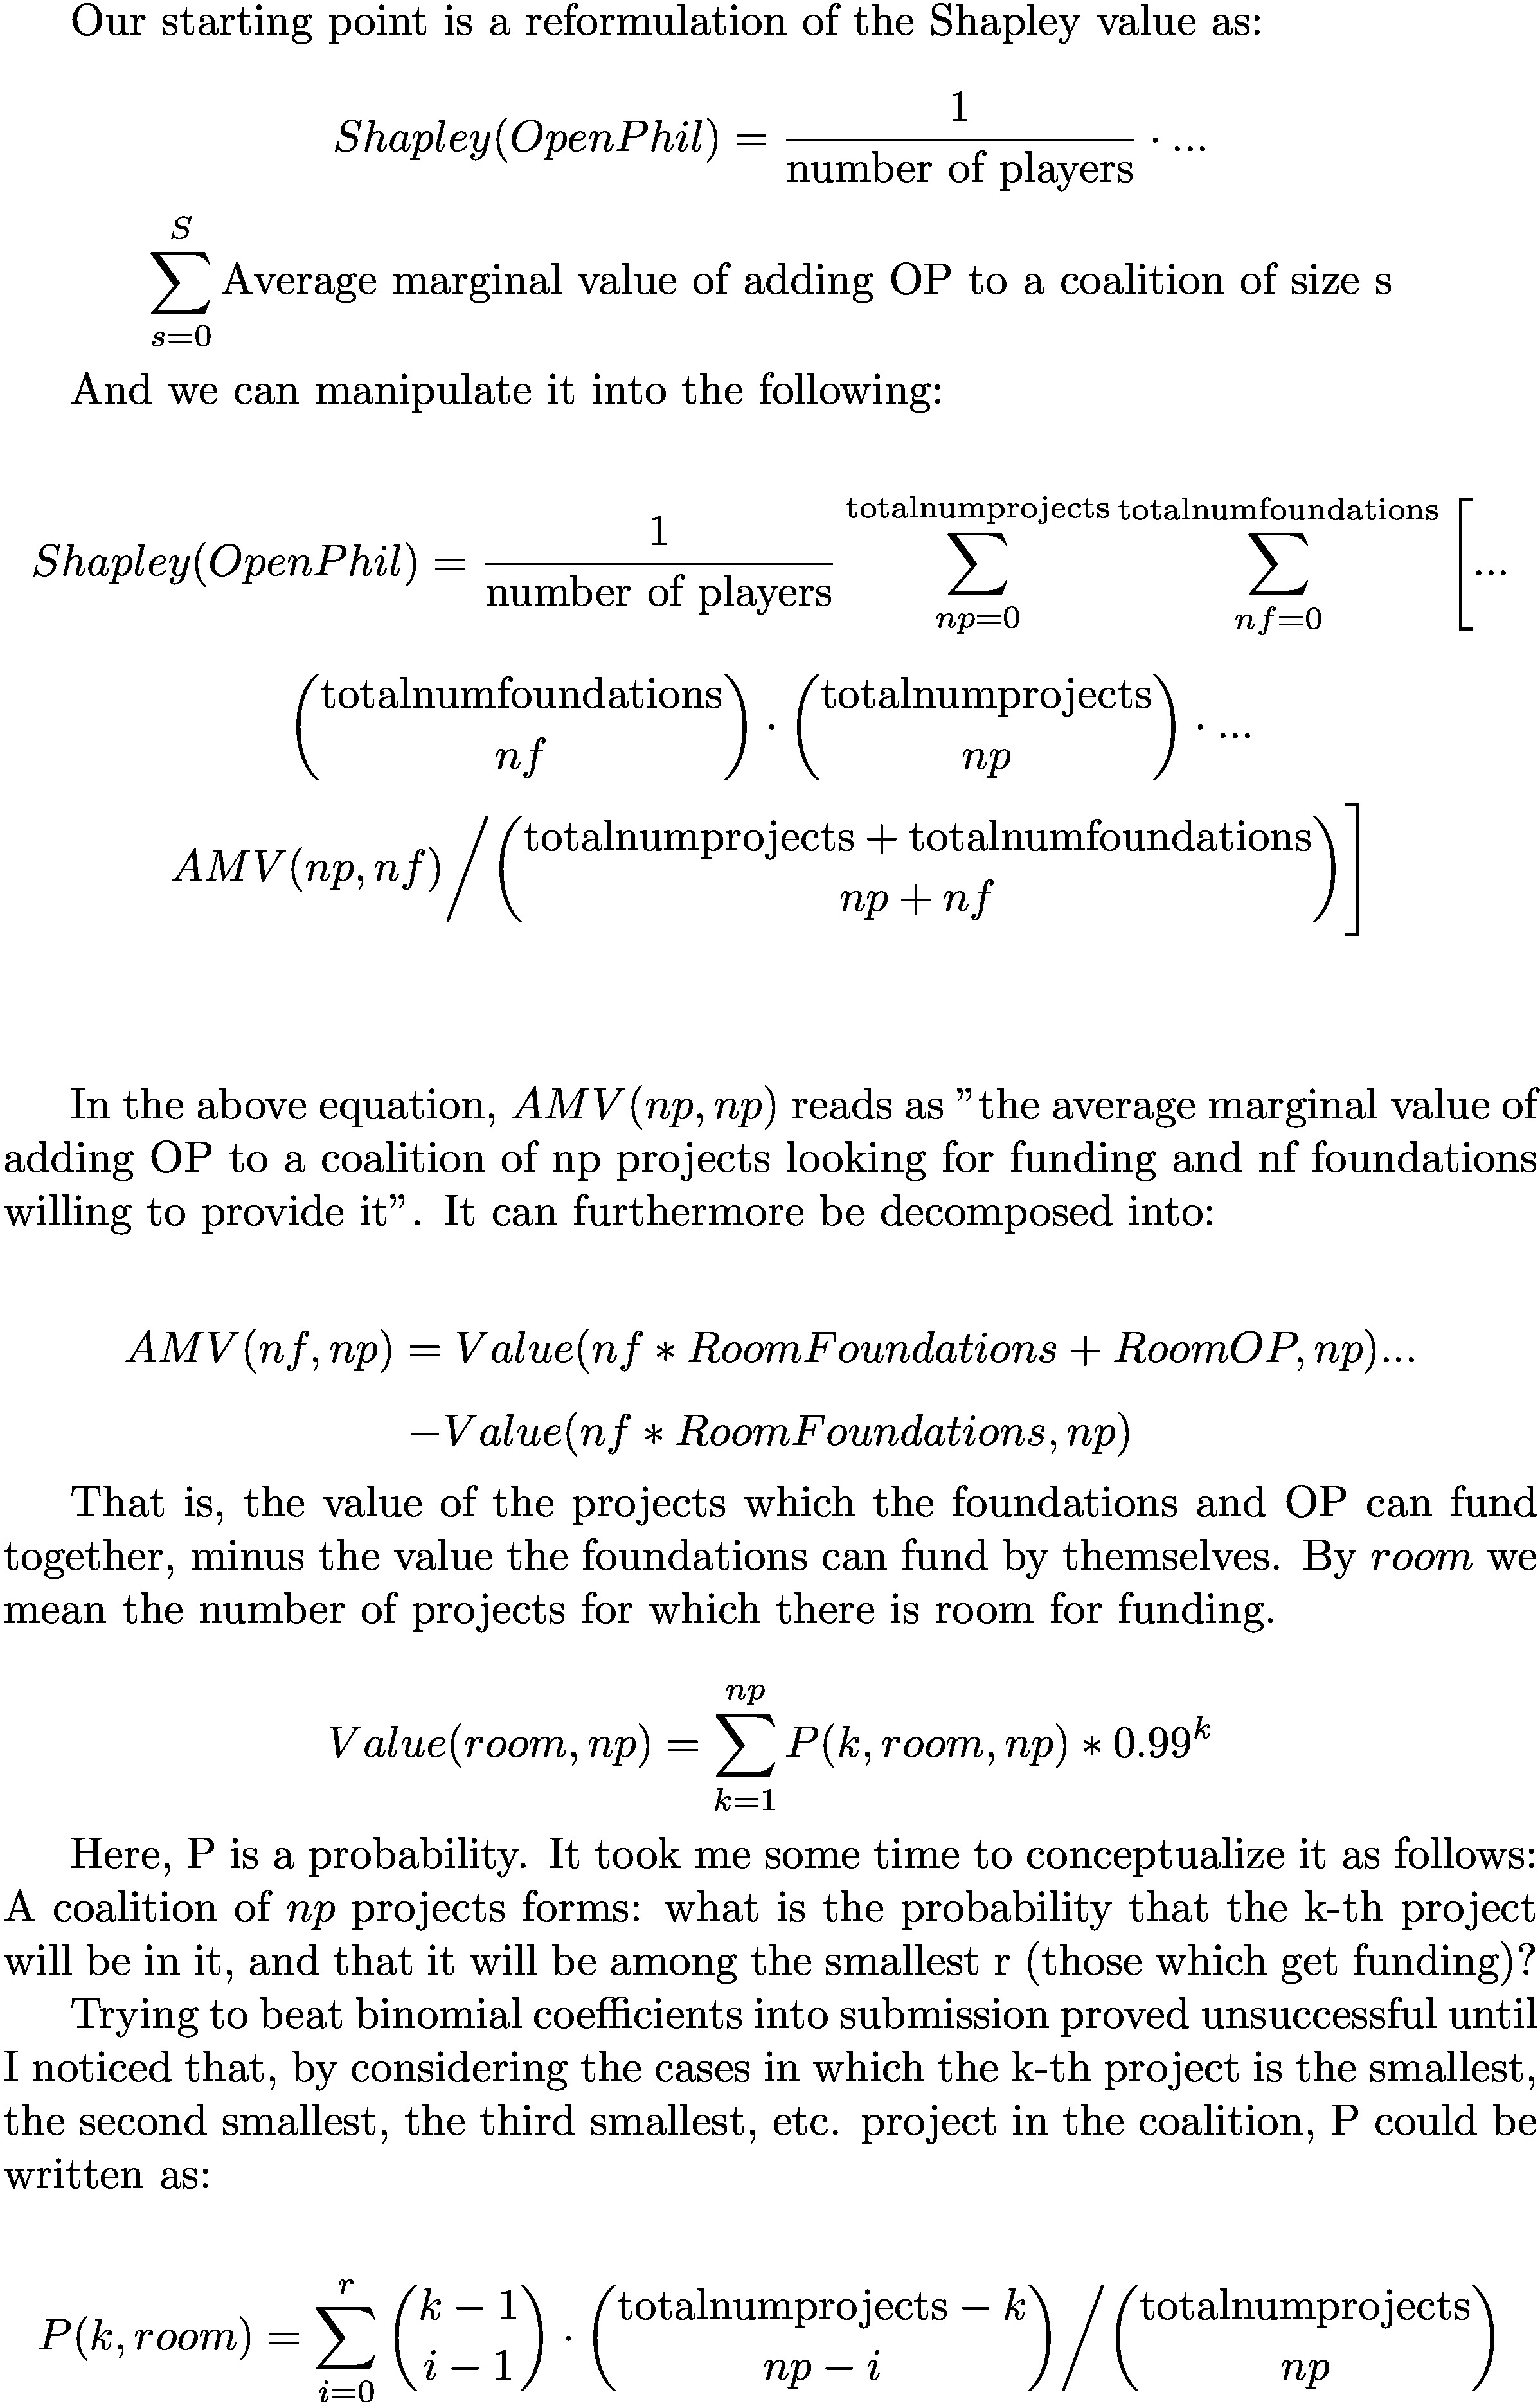 Our starting point is a reformulation of the Shapley value as:
Shapley(OpenPhil) = \frac{1}{\text{number of players}} · ...
\sum_{s=0}^{S} Average marginal value of adding OP to a coalition of size s
And we can manipulate it into the following:
Shapley(OpenPhil) = \frac{1}{\text{number of players}} \sum_{np=0}^{\text{totalnumprojects}} \sum_{nf=0}^{\text{totalnumfoundations}} [...
\binom{\text{totalnumfoundations}}{nf} · \binom{\text{totalnumprojects}}{np} · ...
AMV(np, nf) / \binom{\text{totalnumprojects} + \text{totalnumfoundations}}{np + nf} ]
In the above equation, AMV(np, np) reads as ”the average marginal value of
adding OP to a coalition of np projects looking for funding and nf foundations
willing to provide it”. It can furthermore be decomposed into:
AMV(nf, np) = Value(nf ∗ RoomFoundations + RoomOP, np)...
−Value(nf ∗ RoomFoundations, np)
That is, the value of the projects which the foundations and OP can fund
together, minus the value the foundations can fund by themselves. By room we
mean the number of projects for which there is room for funding.
Value(room, np) = \sum_{k=1}^{np} P(k, room, np) ∗ 0.99^k
Here, P is a probability. It took me some time to conceptualize it as follows:
A coalition of np projects forms: what is the probability that the k-th project
will be in it, and that it will be among the smallest r (those which get funding)?
Trying to beat binomial coefficients into submission proved unsuccessful until
I noticed that, by considering the cases in which the k-th project is the smallest,
the second smallest, the third smallest, etc. project in the coalition, P could be
written as:
P(k, room) = \sum_{i=0}^{r} \binom{k − 1}{i − 1} · \binom{\text{totalnumprojects} − k}{np − i} / \binom{\text{totalnumprojects}}{np}